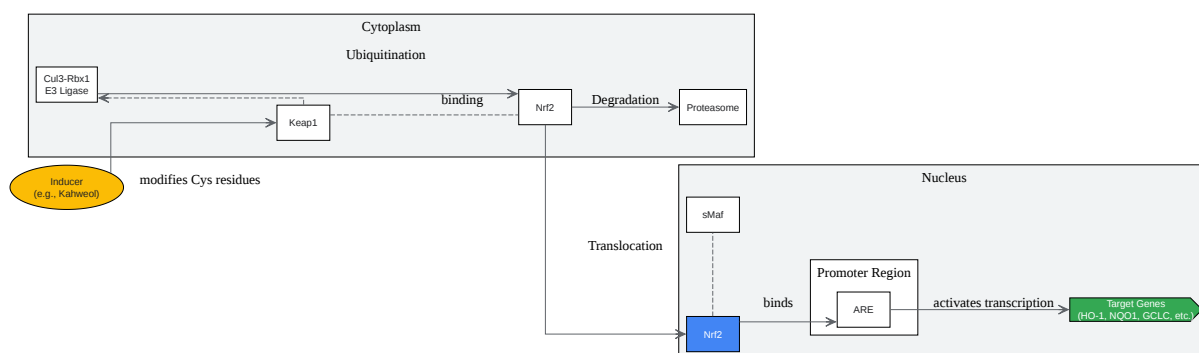 Cytoplasm
Ubiquitination
Cul3-Rbx1
E3 Ligase
binding
Nrf2
Degradation
Proteasome
Keap1
Inducer
(e.g., Kahweol)
modifies Cys residues
Nucleus
sMaf
Translocation
Promoter Region
binds
ARE
activates transcription
Target Genes
(HO-1, NQO1, GCLC, etc.)
Nrf2